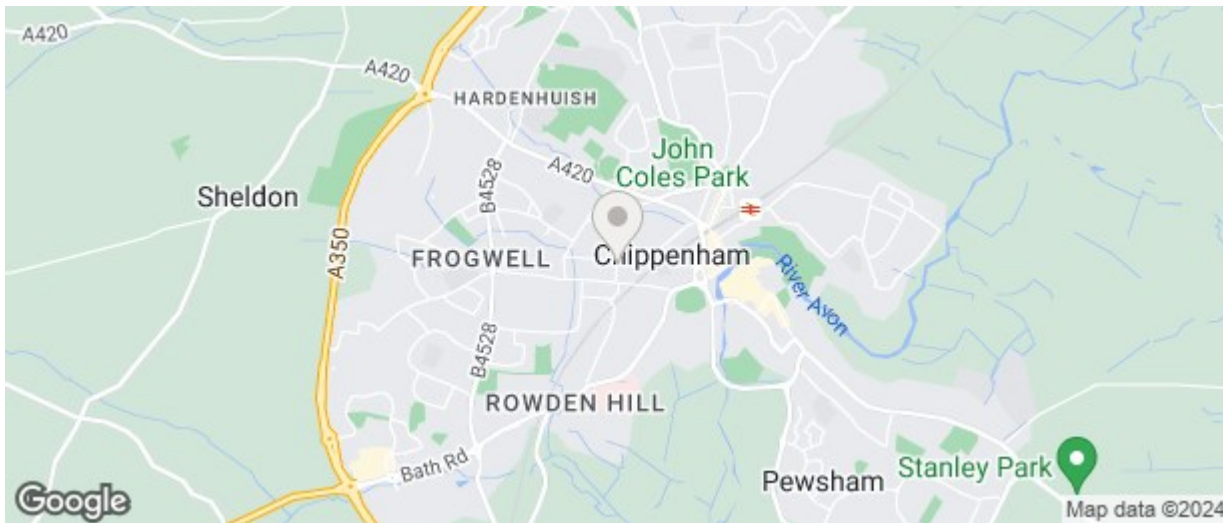 A420
A420
HARDENHUISH
John
Coles Park
A420
B4528
Sheldon
A350
FROGWELL
Chippenham
River Avon
B4528
ROWDEN HILL
Bath Rd
Stanley Park
Pewsham
Google
Map data ©2024